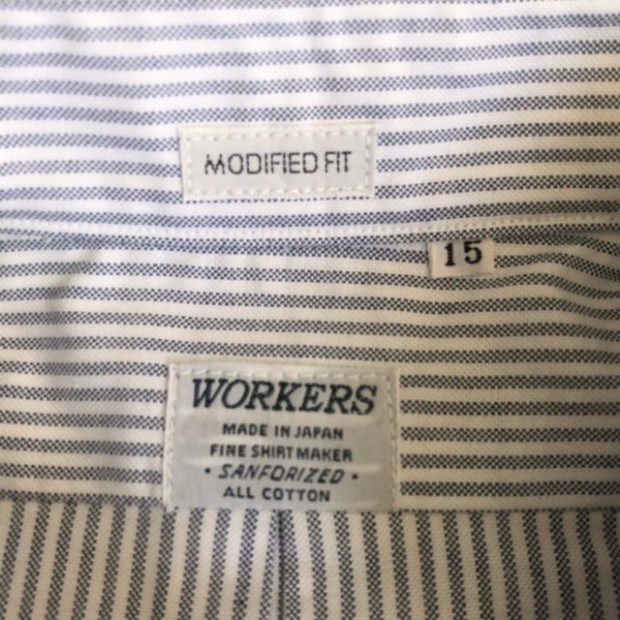 MODIFIED FIT
15
WORKERS
MADE IN JAPAN
FINE SHIRT MAKER
• SANFORIZED •
ALL COTTON